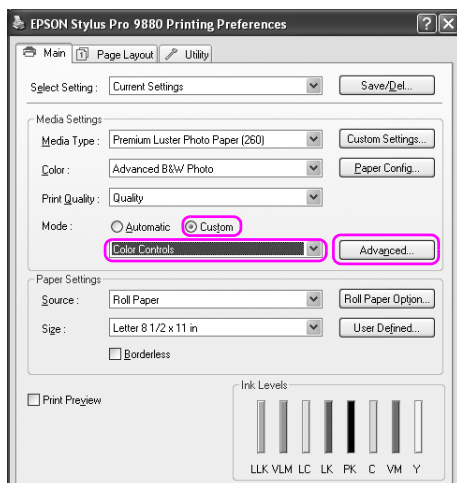 EPSON Stylus Pro 9880 Printing Preferences
Main Page Layout Utility
Select Setting : Current Settings Save/Del...
Media Settings
Media Type : Premium Luster Photo Paper (260) Custom Settings...
Color : Advanced B&W Photo Paper Config...
Print Quality : Quality
Mode : Automatic Custom
Color Controls Advanced...
Paper Settings
Source : Roll Paper Roll Paper Option...
Size : Letter 8 1/2 x 11 in User Defined...
Borderless
Print Preview
Ink Levels
LLK VLM LC LK PK C VM Y